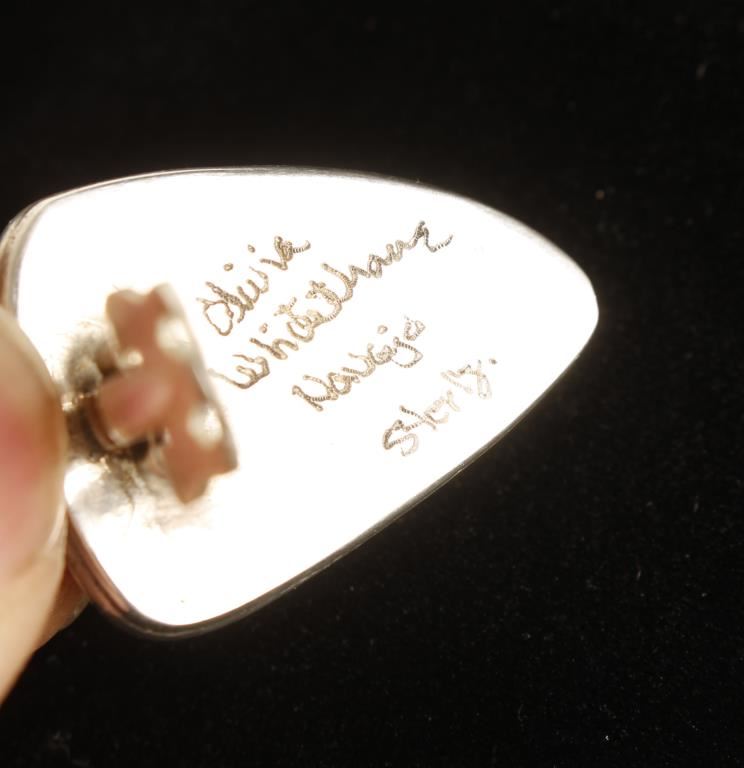 Olivia
Whitethorne
Navajo
Sterlg.